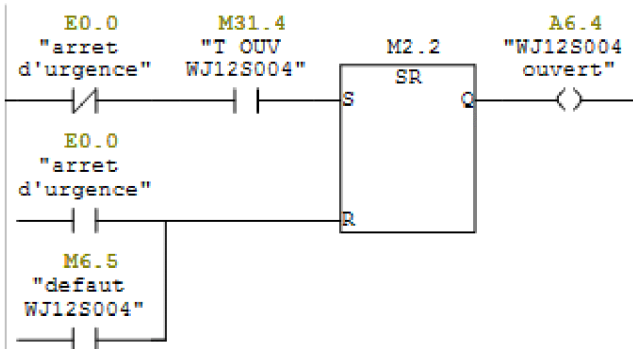 E0.0
"arret
d'urgence"
M31.4
"T OUV
WJ12S004"
M2.2
SR
A6.4
"WJ12S004
ouvert"
S
Q
E0.0
"arret
d'urgence"
R
M6.5
"defaut
WJ12S004"